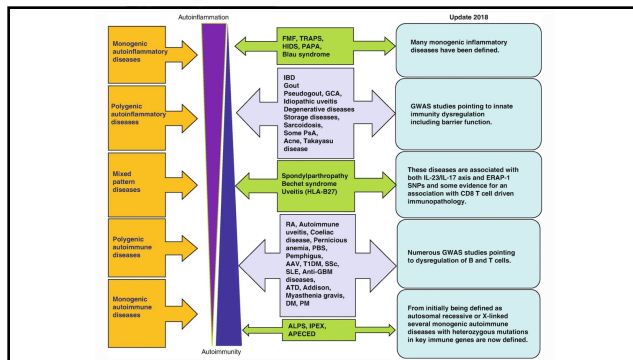 Autoinflammation
Update 2018
Monogenic
autoinflammatory
diseases
FMF, TRAPS,
HIDS, PAPA,
Blau syndrome
Many monogenic inflammatory
diseases have been defined.
Polygenic
autoinflammatory
diseases
IBD
Gout
Pseudogout, GCA,
Idiopathic uveitis
Degenerative diseases
Storage diseases,
Sarcoidosis,
Some PsA,
Acne, Takayasu
disease
GWAS studies pointing to innate
immunity dysregulation
including barrier function.
Mixed
pattern
diseases
Spondylparthropathy
Bechet syndrome
Uveitis (HLA-B27)
These diseases are associated with
both IL-23/IL-17 axis and ERAP-1
SNPs and some evidence for an
association with CD8 T cell driven
immunopathology.
Polygenic
autoimmune
diseases
RA, Autoimmune
uveitis, Coeliac
disease, Pernicious
anemia, PBS,
Pemphigus,
AAV, T1DM, SSc,
SLE, Anti-GBM
diseases,
ATD, Addison,
Myasthenia gravis,
DM, PM
Numerous GWAS studies pointing
to dysregulation of B and T cells.
Monogenic
autoimmune
diseases
ALPS, IPEX,
APECED
From initially being defined as
autosomal recessive or X-linked
several monogenic autoimmune
diseases with heterozygous mutations
in key immune genes are now defined.
Autoimmunity